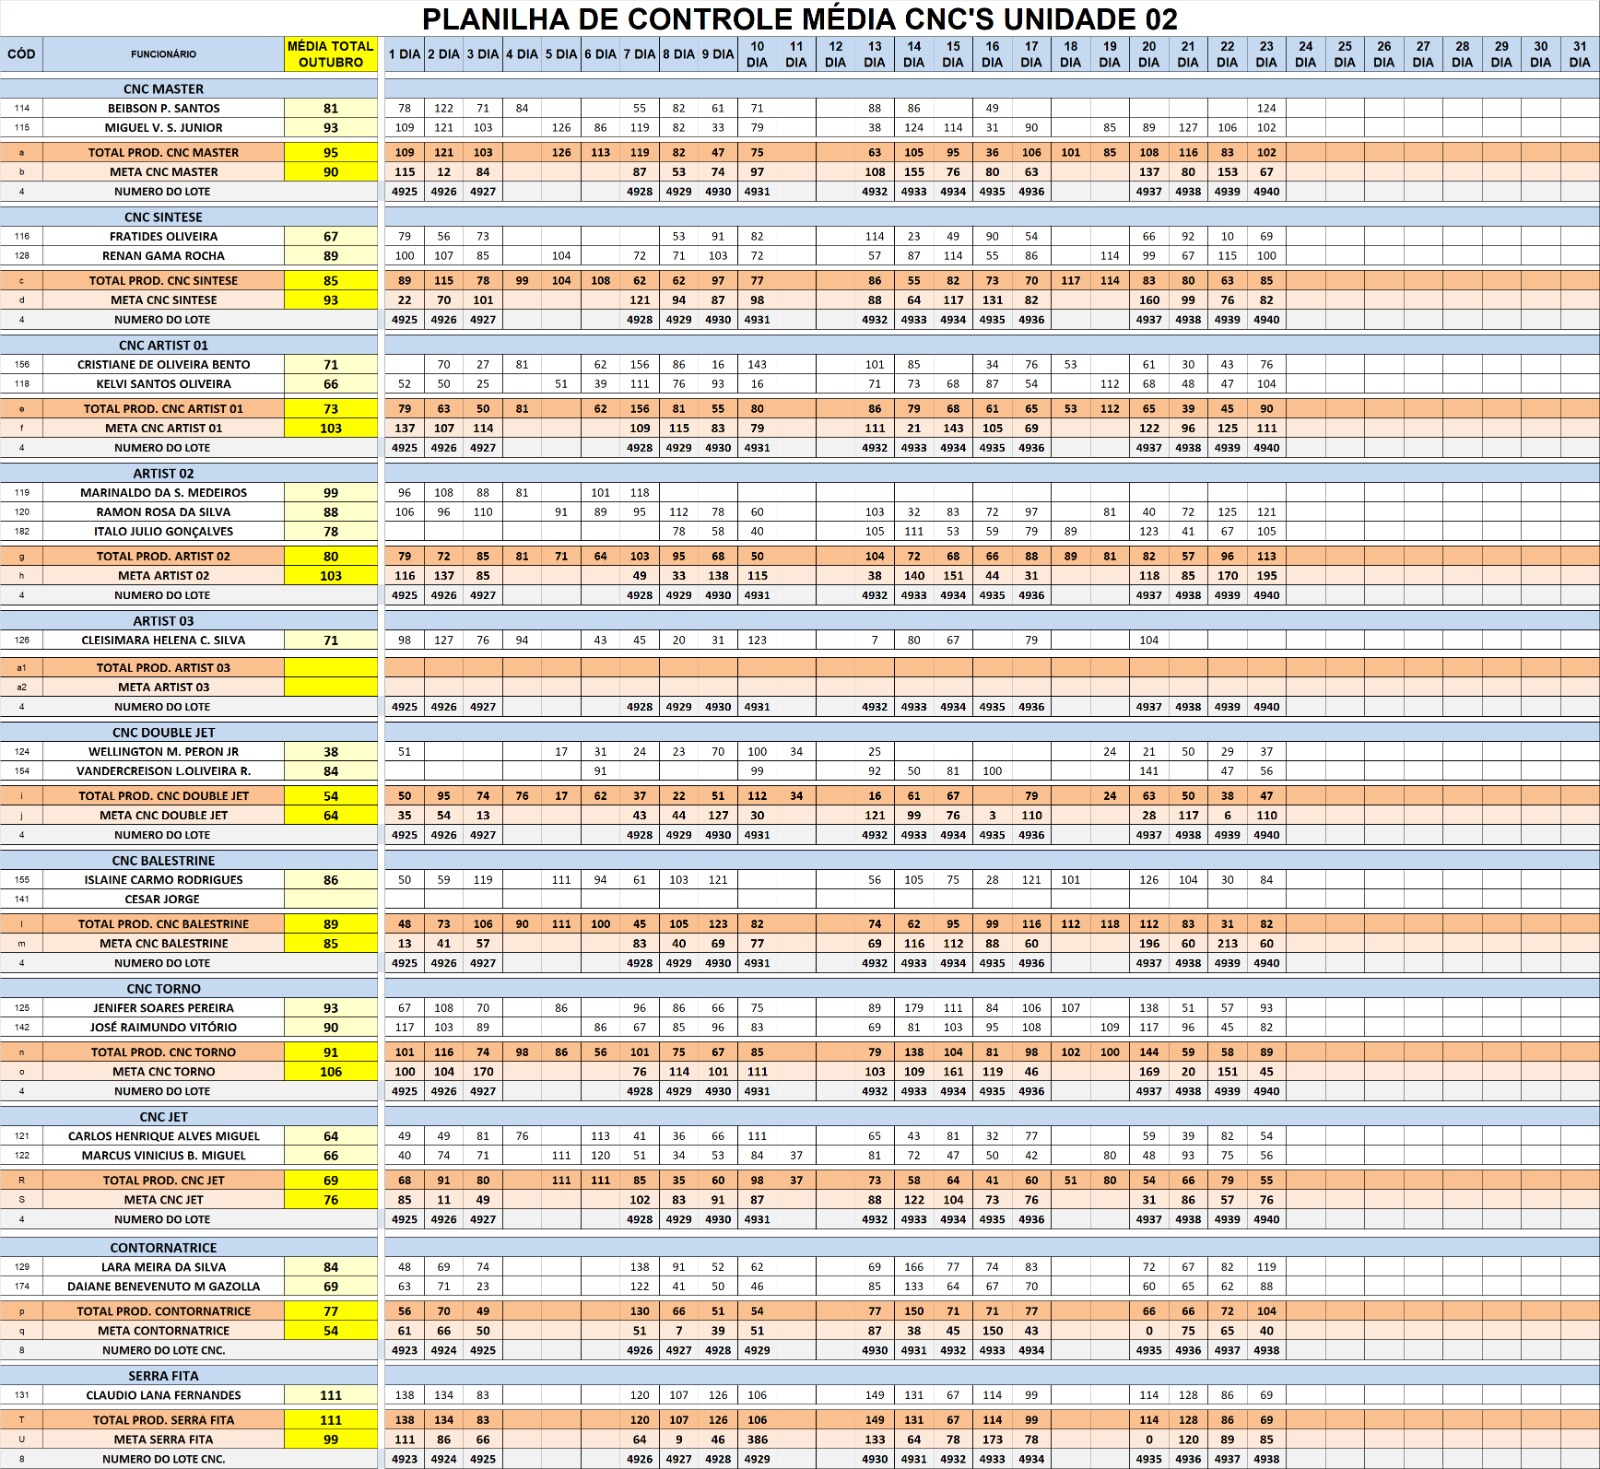 PLANILHA DE CONTROLE MÉDIA CNC'S UNIDADE 02
CÓD FUNCIONÁRIO MÉDIA TOTAL OUTUBRO 1 DIA 2 DIA 3 DIA 4 DIA 5 DIA 6 DIA 7 DIA 8 DIA 9 DIA 10 DIA 11 DIA 12 DIA 13 DIA 14 DIA 15 DIA 16 DIA 17 DIA 18 DIA 19 DIA 20 DIA 21 DIA 22 DIA 23 DIA 24 DIA 25 DIA 26 DIA 27 DIA 28 DIA 29 DIA 30 DIA 31 DIA
CNC MASTER
114 BEIBSON P. SANTOS 81 78 122 71 84 55 82 61 71 88 86 49 124
115 MIGUEL V. S. JUNIOR 93 109 121 103 126 86 119 82 33 79 38 124 114 31 90 85 89 127 106 102
a TOTAL PROD. CNC MASTER 95 109 121 103 126 113 119 82 47 75 63 105 95 36 106 101 85 108 116 83 102
b META CNC MASTER 90 115 12 84 87 53 74 97 108 155 76 80 63 137 80 153 67
4 NUMERO DO LOTE 4925 4926 4927 4928 4929 4930 4931 4932 4933 4934 4935 4936 4937 4938 4939 4940
CNC SINTESE
116 FRATIDES OLIVEIRA 67 79 56 73 53 91 82 114 23 49 90 54 66 92 10 69
128 RENAN GAMA ROCHA 89 100 107 85 104 72 71 103 72 57 87 114 55 86 114 99 67 115 100
c TOTAL PROD. CNC SINTESE 85 89 115 78 99 104 108 62 62 97 77 86 55 82 73 70 117 114 83 80 63 85
d META CNC SINTESE 93 22 70 101 121 94 87 98 88 64 117 131 82 160 99 76 82
4 NUMERO DO LOTE 4925 4926 4927 4928 4929 4930 4931 4932 4933 4934 4935 4936 4937 4938 4939 4940
CNC ARTIST 01
156 CRISTIANE DE OLIVEIRA BENTO 71 70 27 81 62 156 86 16 143 101 85 34 76 53 61 30 43 76
118 KELVI SANTOS OLIVEIRA 66 52 50 25 51 39 111 76 93 16 71 73 68 87 54 112 68 48 47 104
e TOTAL PROD. CNC ARTIST 01 73 79 63 50 81 62 156 81 55 80 86 79 68 61 65 53 112 65 39 45 90
f META CNC ARTIST 01 103 137 107 114 109 115 83 79 111 21 143 105 69 122 96 125 111
4 NUMERO DO LOTE 4925 4926 4927 4928 4929 4930 4931 4932 4933 4934 4935 4936 4937 4938 4939 4940
ARTIST 02
119 MARINALDO DA S. MEDEIROS 99 96 108 88 81 101 118
120 RAMON ROSA DA SILVA 88 106 96 110 91 89 95 112 78 60 103 32 83 72 97 81 40 72 125 121
182 ITALO JULIO GONÇALVES 78 78 58 40 105 111 53 59 79 89 123 41 67 105
g TOTAL PROD. ARTIST 02 80 79 72 85 81 71 64 103 95 68 50 104 72 68 66 88 89 81 82 57 96 113
h META ARTIST 02 103 116 137 85 49 33 138 115 38 140 151 44 31 118 85 170 195
4 NUMERO DO LOTE 4925 4926 4927 4928 4929 4930 4931 4932 4933 4934 4935 4936 4937 4938 4939 4940
ARTIST 03
126 CLEISIMARA HELENA C. SILVA 71 98 127 76 94 43 45 20 31 123 7 80 67 79 104
a1 TOTAL PROD. ARTIST 03
a2 META ARTIST 03
4 NUMERO DO LOTE 4925 4926 4927 4928 4929 4930 4931 4932 4933 4934 4935 4936 4937 4938 4939 4940
CNC DOUBLE JET
124 WELLINGTON M. PERON JR 38 51 17 31 24 23 70 100 34 25 24 21 50 29 37
154 VANDERCREISON L.OLIVEIRA R. 84 91 99 92 50 81 100 141 47 56
i TOTAL PROD. CNC DOUBLE JET 54 50 95 74 76 17 62 37 22 51 112 34 16 61 67 79 24 63 50 38 47
j META CNC DOUBLE JET 64 35 54 13 43 44 127 30 121 99 76 3 110 28 117 6 110
4 NUMERO DO LOTE 4925 4926 4927 4928 4929 4930 4931 4932 4933 4934 4935 4936 4937 4938 4939 4940
CNC BALESTRINE
155 ISLAINE CARMO RODRIGUES 86 50 59 119 111 94 61 103 121 56 105 75 28 121 101 126 104 30 84
141 CESAR JORGE
l TOTAL PROD. CNC BALESTRINE 89 48 73 106 90 111 100 45 105 123 82 74 62 95 99 116 112 118 112 83 31 82
m META CNC BALESTRINE 85 13 41 57 83 40 69 77 69 116 112 88 60 196 60 213 60
4 NUMERO DO LOTE 4925 4926 4927 4928 4929 4930 4931 4932 4933 4934 4935 4936 4937 4938 4939 4940
CNC TORNO
125 JENIFER SOARES PEREIRA 93 67 108 70 86 96 86 66 75 89 179 111 84 106 107 138 51 57 93
142 JOSÉ RAIMUNDO VITÓRIO 90 117 103 89 86 67 85 96 83 69 81 103 95 108 109 117 96 45 82
n TOTAL PROD. CNC TORNO 91 101 116 74 98 86 56 101 75 67 85 79 138 104 81 98 102 100 144 59 58 89
o META CNC TORNO 106 100 104 170 76 114 101 111 103 109 161 119 46 169 20 151 45
4 NUMERO DO LOTE 4925 4926 4927 4928 4929 4930 4931 4932 4933 4934 4935 4936 4937 4938 4939 4940
CNC JET
121 CARLOS HENRIQUE ALVES MIGUEL 64 49 49 81 76 113 41 36 66 111 65 43 81 32 77 59 39 82 54
122 MARCUS VINICIUS B. MIGUEL 66 40 74 71 111 120 51 34 53 84 37 81 72 47 50 42 80 48 93 75 56
R TOTAL PROD. CNC JET 69 68 91 80 111 111 85 35 60 98 37 73 58 64 41 60 51 80 54 66 79 55
S META CNC JET 76 85 11 49 102 83 91 87 88 122 104 73 76 31 86 57 76
4 NUMERO DO LOTE 4925 4926 4927 4928 4929 4930 4931 4932 4933 4934 4935 4936 4937 4938 4939 4940
CONTORNATRICE
129 LARA MEIRA DA SILVA 84 48 69 74 138 91 52 62 69 166 77 74 83 72 67 82 119
174 DAIANE BENEVENUTO M GAZOLLA 69 63 71 23 122 41 50 46 85 133 64 67 70 60 65 62 88
p TOTAL PROD. CONTORNATRICE 77 56 70 49 130 66 51 54 77 150 71 71 77 66 66 72 104
q META CONTORNATRICE 54 61 66 50 51 7 39 51 87 38 45 150 43 0 75 65 40
8 NUMERO DO LOTE CNC. 4923 4924 4925 4926 4927 4928 4929 4930 4931 4932 4933 4934 4935 4936 4937 4938
SERRA FITA
131 CLAUDIO LANA FERNANDES 111 138 134 83 120 107 126 106 149 131 67 114 99 114 128 86 69
T TOTAL PROD. SERRA FITA 111 138 134 83 120 107 126 106 149 131 67 114 99 114 128 86 69
U META SERRA FITA 99 111 86 66 64 9 46 386 133 64 78 173 78 0 120 89 85
8 NUMERO DO LOTE CNC. 4923 4924 4925 4926 4927 4928 4929 4930 4931 4932 4933 4934 4935 4936 4937 4938